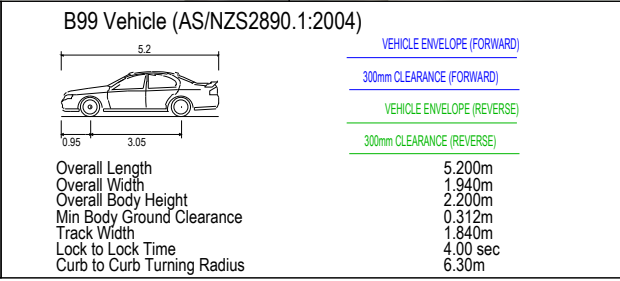 B99 Vehicle (AS/NZS2890.1:2004)
5.2
0.95 3.05
VEHICLE ENVELOPE (FORWARD)
300mm CLEARANCE (FORWARD)
VEHICLE ENVELOPE (REVERSE)
300mm CLEARANCE (REVERSE)
Overall Length 5.200m
Overall Width 1.940m
Overall Body Height 2.200m
Min Body Ground Clearance 0.312m
Track Width 1.840m
Lock to Lock Time 4.00 sec
Curb to Curb Turning Radius 6.30m